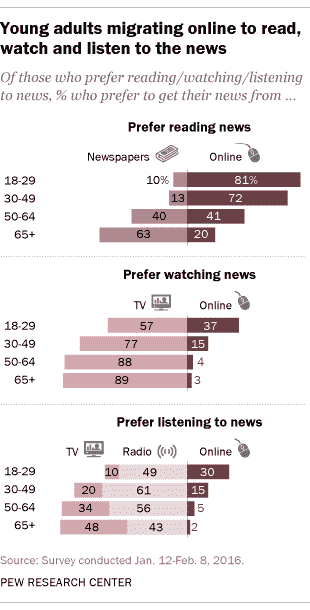 Young adults migrating online to read,
watch and listen to the news
Of those who prefer reading/watching/listening
to news, % who prefer to get their news from ...
Prefer reading news
Newspapers Online
18-29 10% 81%
30-49 13 72
50-64 40 41
65+ 63 20
Prefer watching news
TV Online
18-29 57 37
30-49 77 15
50-64 88 4
65+ 89 3
Prefer listening to news
TV Radio Online
18-29 10 49 30
30-49 20 61 15
50-64 34 56 5
65+ 48 43 2
Source: Survey conducted Jan. 12-Feb. 8, 2016.
PEW RESEARCH CENTER